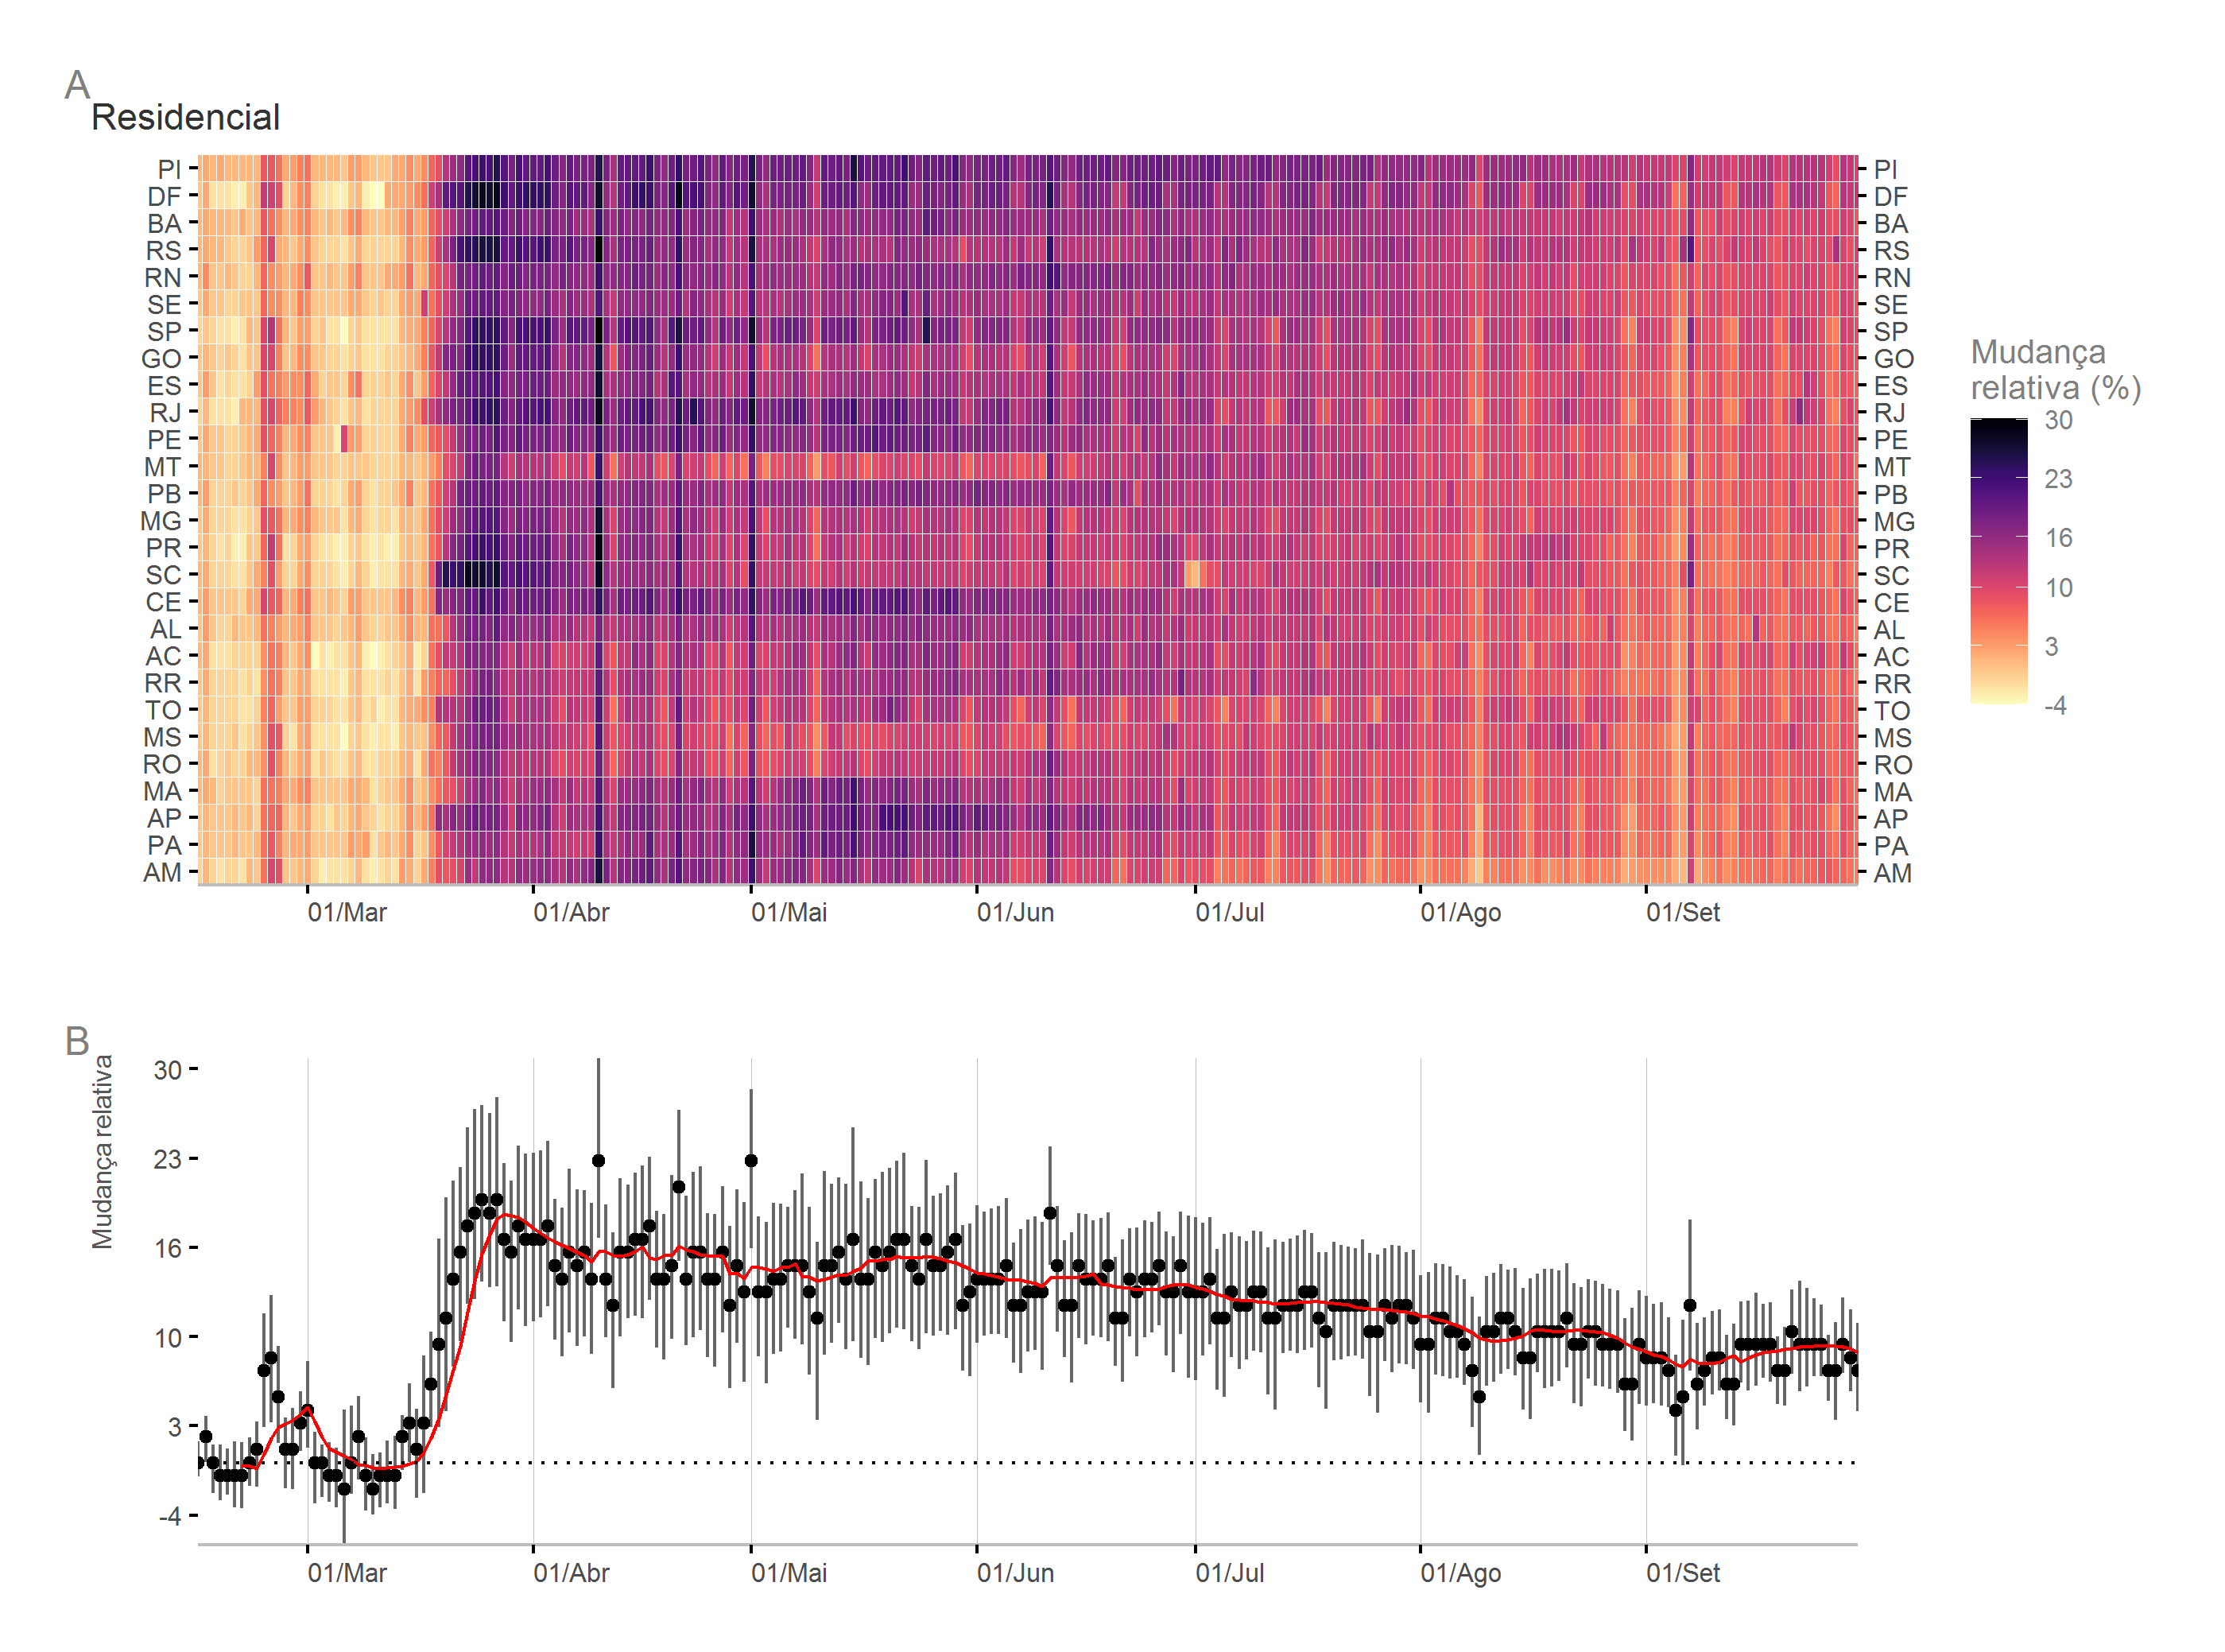 A
Residencial
PI PI
DF DF
BA BA
RS RS
RN RN
SE SE
SP SP
GO GO
ES ES
RJ RJ
PE PE
MT MT
PB PB
MG MG
PR PR
SC SC
CE CE
AL AL
AC AC
RR RR
TO TO
MS MS
RO RO
MA MA
AP AP
PA PA
AM AM
01/Mar 01/Abr 01/Mai 01/Jun 01/Jul 01/Ago 01/Set
Mudança
relativa (%)
30
23
16
10
3
-4
B
Mudança relativa
30
23
16
10
3
-4
01/Mar 01/Abr 01/Mai 01/Jun 01/Jul 01/Ago 01/Set